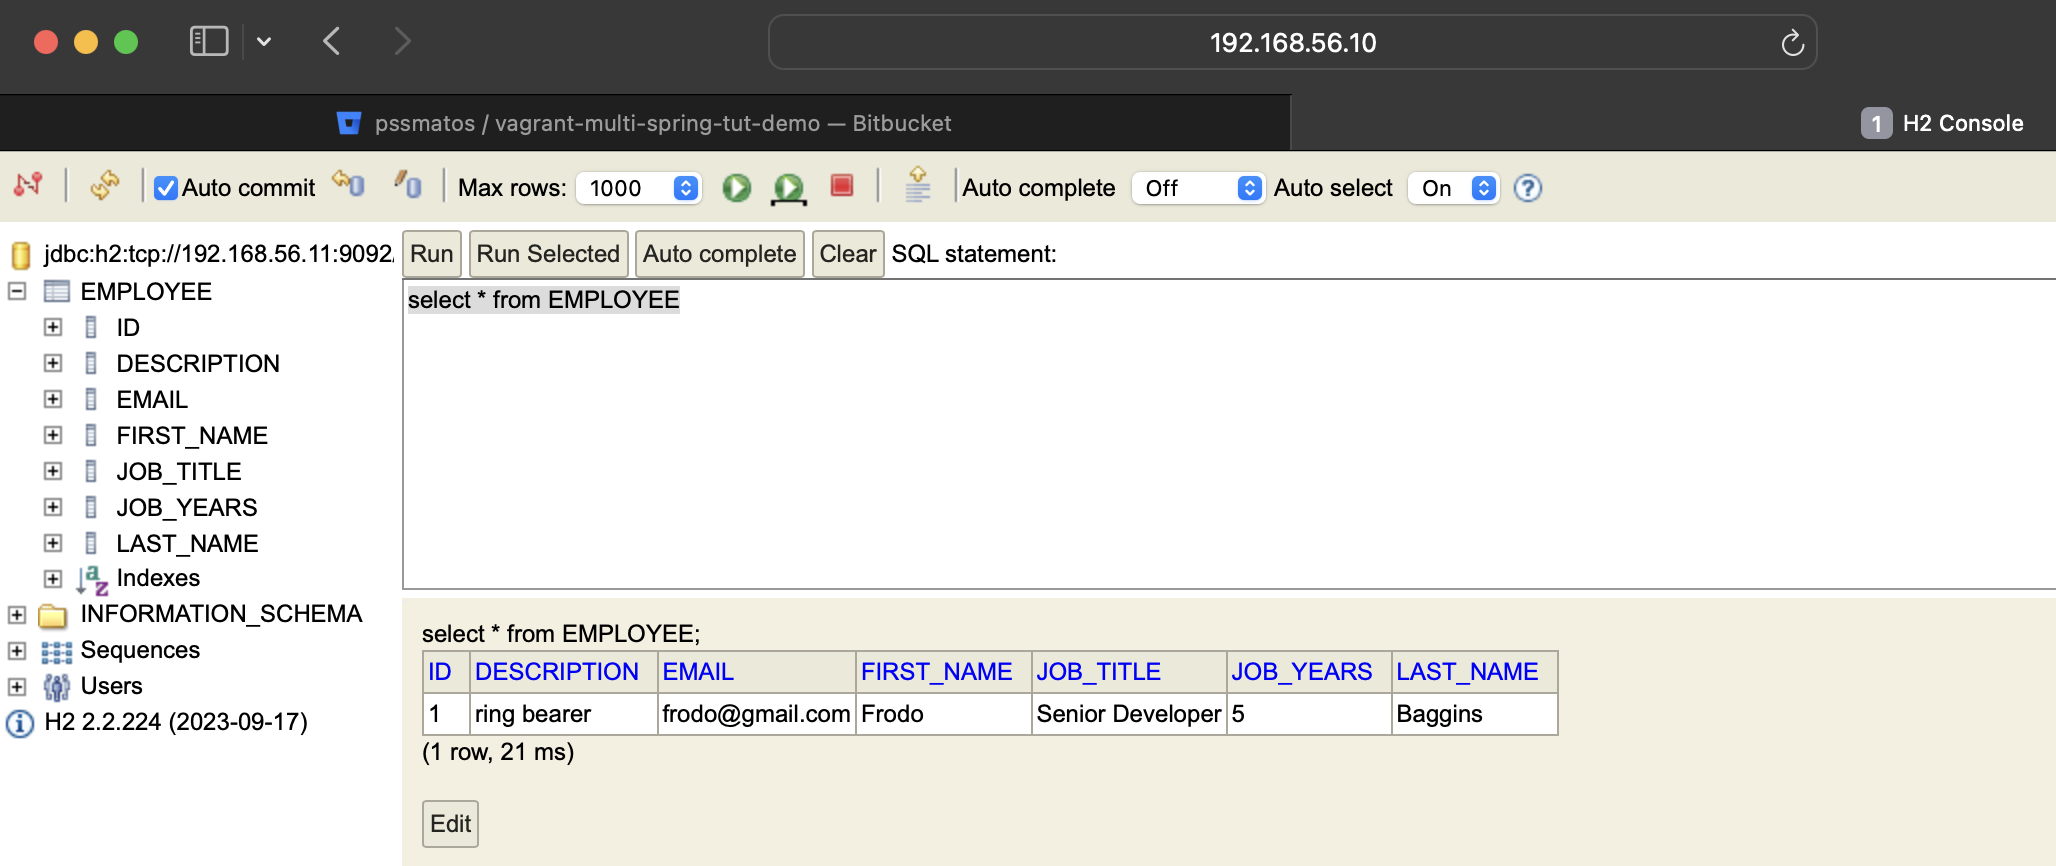 192.168.56.10
pssmatos / vagrant-multi-spring-tut-demo — Bitbucket
1 H2 Console
Auto commit Max rows: 1000 Auto complete Off Auto select On ?
jdbc:h2:tcp://192.168.56.11:9092/
Run Run Selected Auto complete Clear SQL statement:
EMPLOYEE
select * from EMPLOYEE
ID
DESCRIPTION
EMAIL
FIRST_NAME
JOB_TITLE
JOB_YEARS
LAST_NAME
Indexes
INFORMATION_SCHEMA
Sequences
Users
H2 2.2.224 (2023-09-17)
select * from EMPLOYEE;
ID DESCRIPTION EMAIL FIRST_NAME JOB_TITLE JOB_YEARS LAST_NAME
1 ring bearer frodo@gmail.com Frodo Senior Developer 5 Baggins
(1 row, 21 ms)
Edit